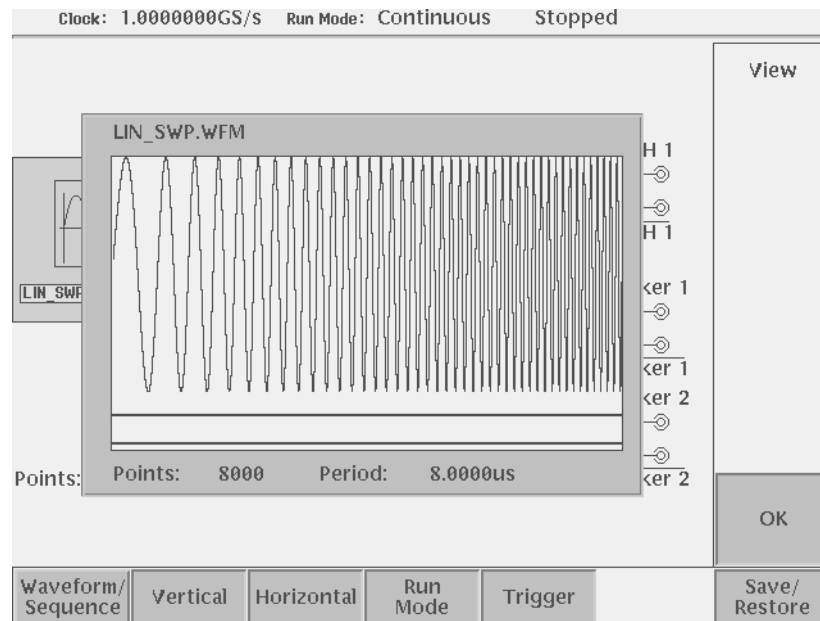 Clock: 1.0000000GS/s Run Mode: Continuous Stopped
View
LIN_SWP.WFM
H 1
H 1
LIN_SWP
ker 1
ker 1
ker 2
Points:
Points: 8000 Period: 8.0000us
ker 2
OK
Waveform/
Sequence
Vertical
Horizontal
Run
Mode
Trigger
Save/
Restore